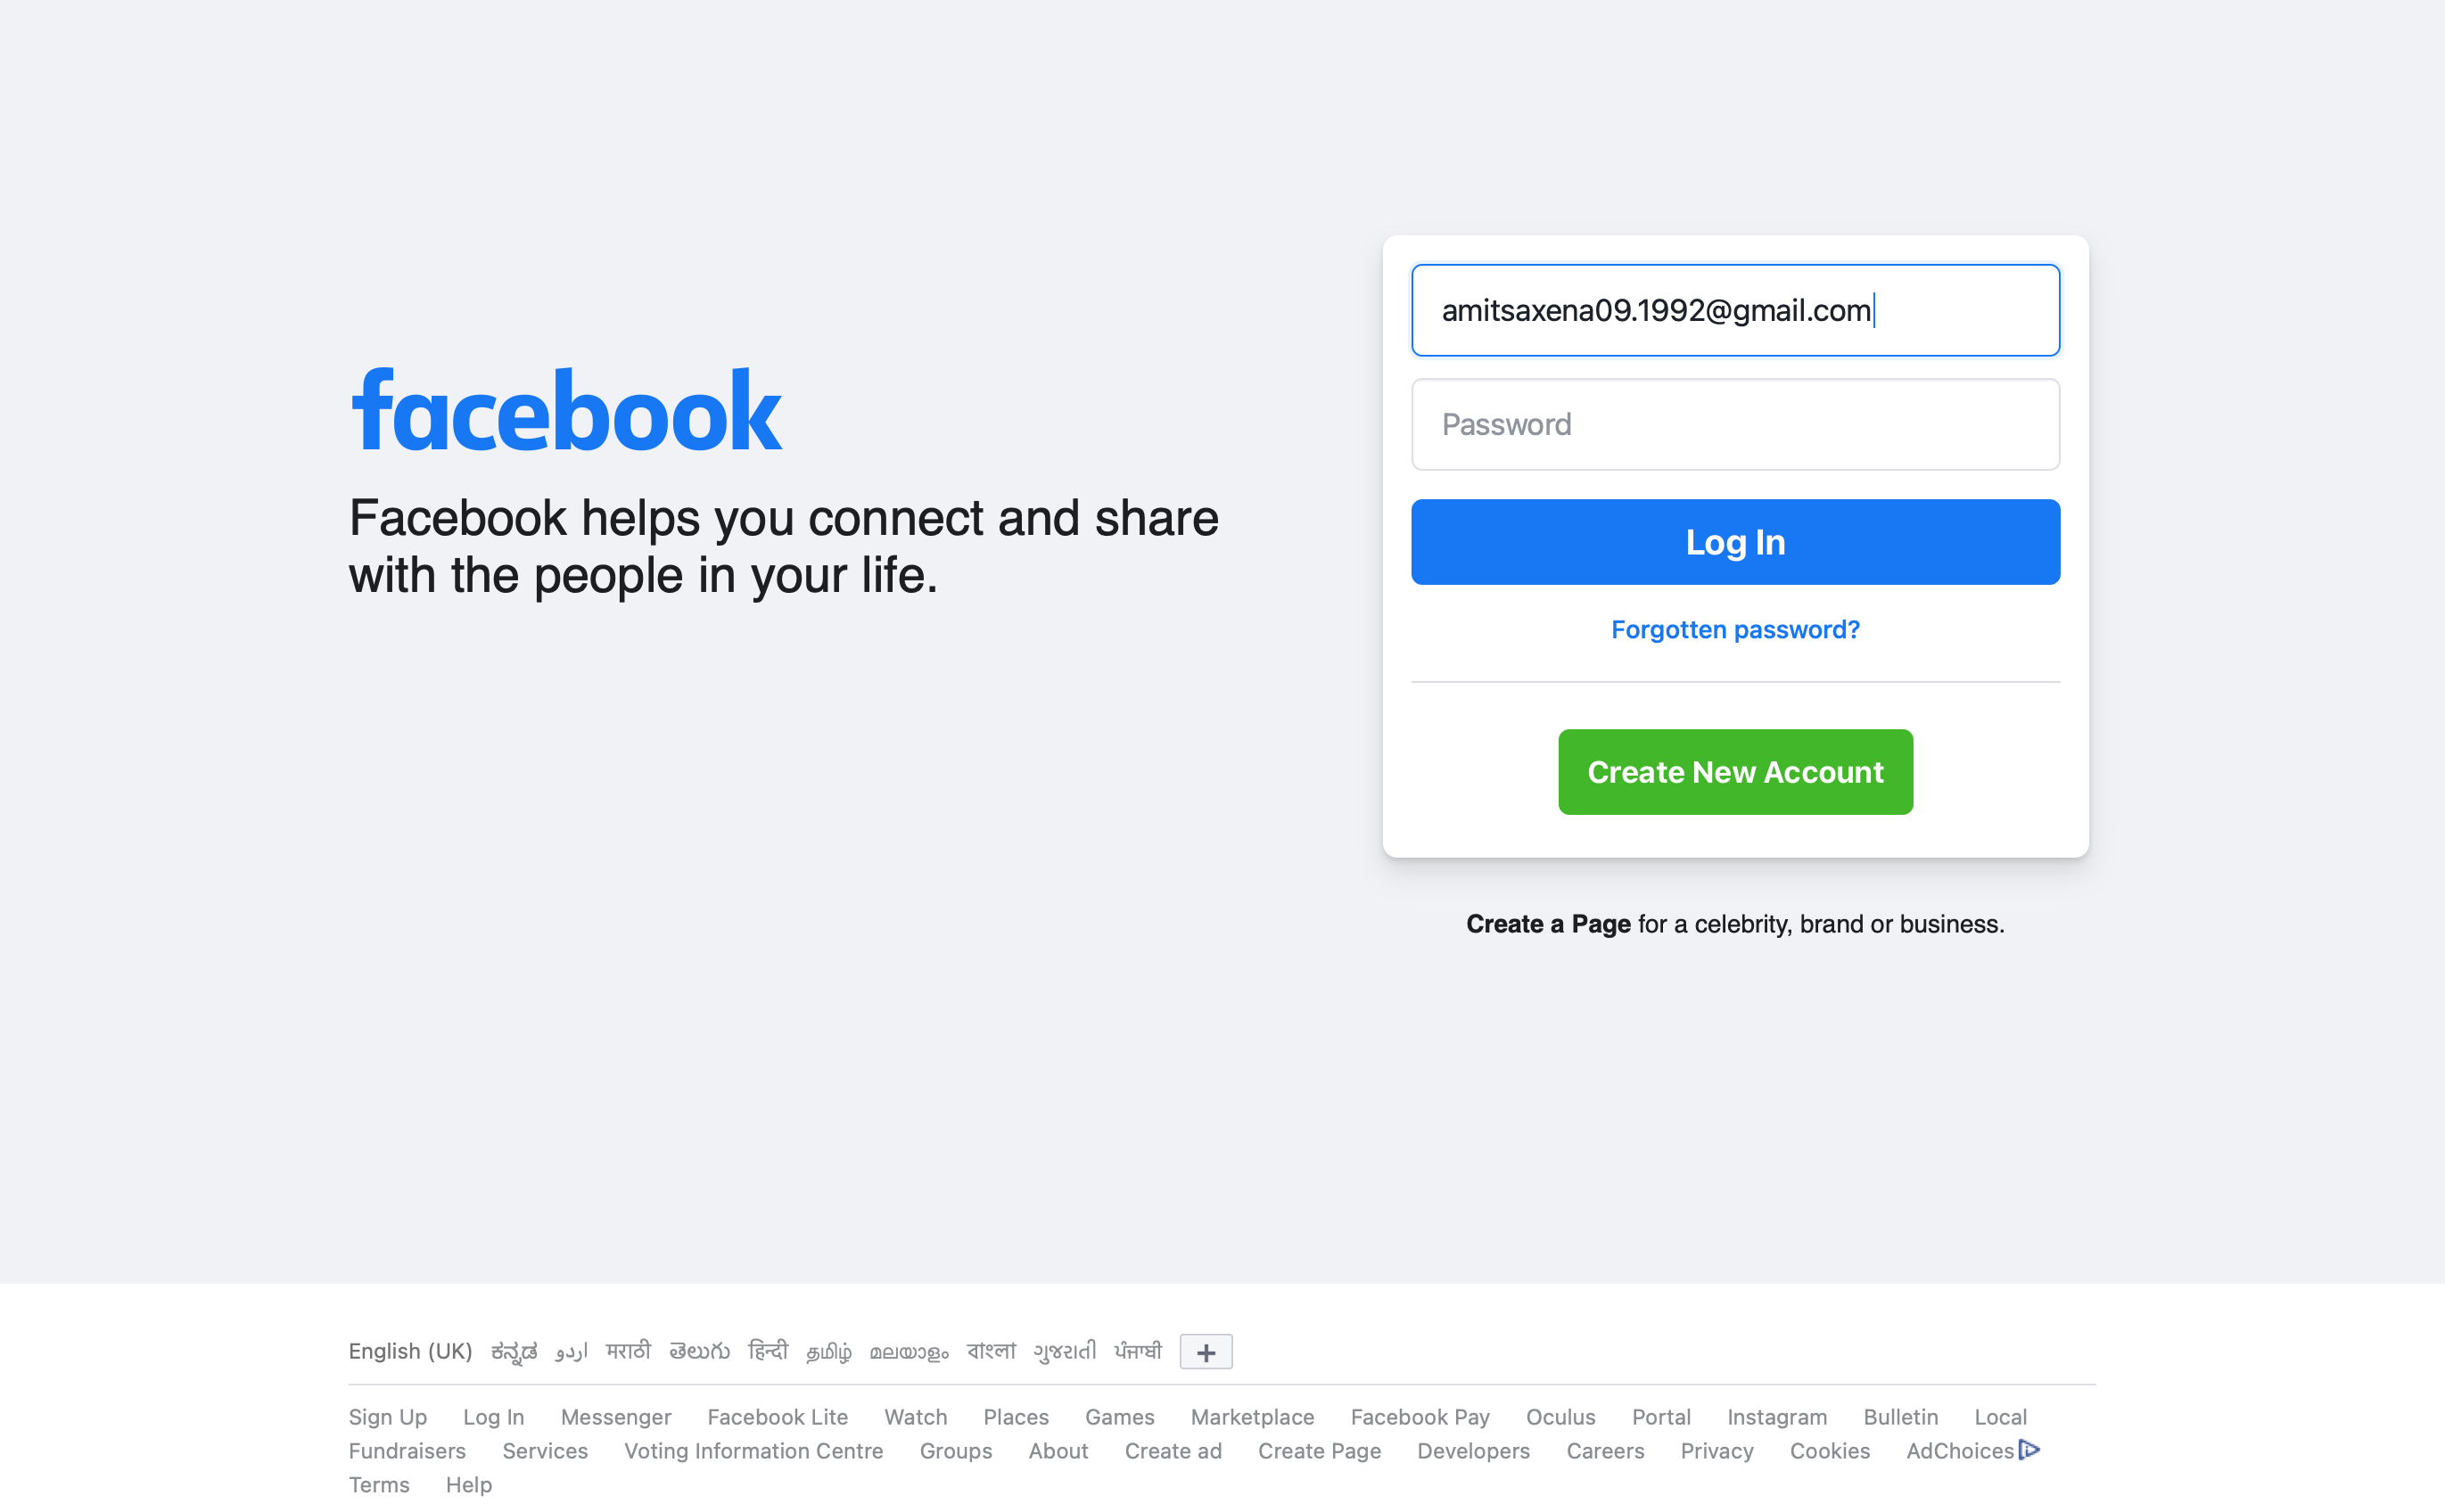 facebook
Facebook helps you connect and share
with the people in your life.
amitsaxena09.1992@gmail.com
Password
Log In
Forgotten password?
Create New Account
Create a Page for a celebrity, brand or business.
English (UK) ಕನ್ನಡ اردو मराठी తెలుగు हिन्दी தமிழ் മലയാളം বাংলা ગુજરાતી ਪੰਜਾਬੀ +
Sign Up Log In Messenger Facebook Lite Watch Places Games Marketplace Facebook Pay Oculus Portal Instagram Bulletin Local
Fundraisers Services Voting Information Centre Groups About Create ad Create Page Developers Careers Privacy Cookies AdChoices
Terms Help